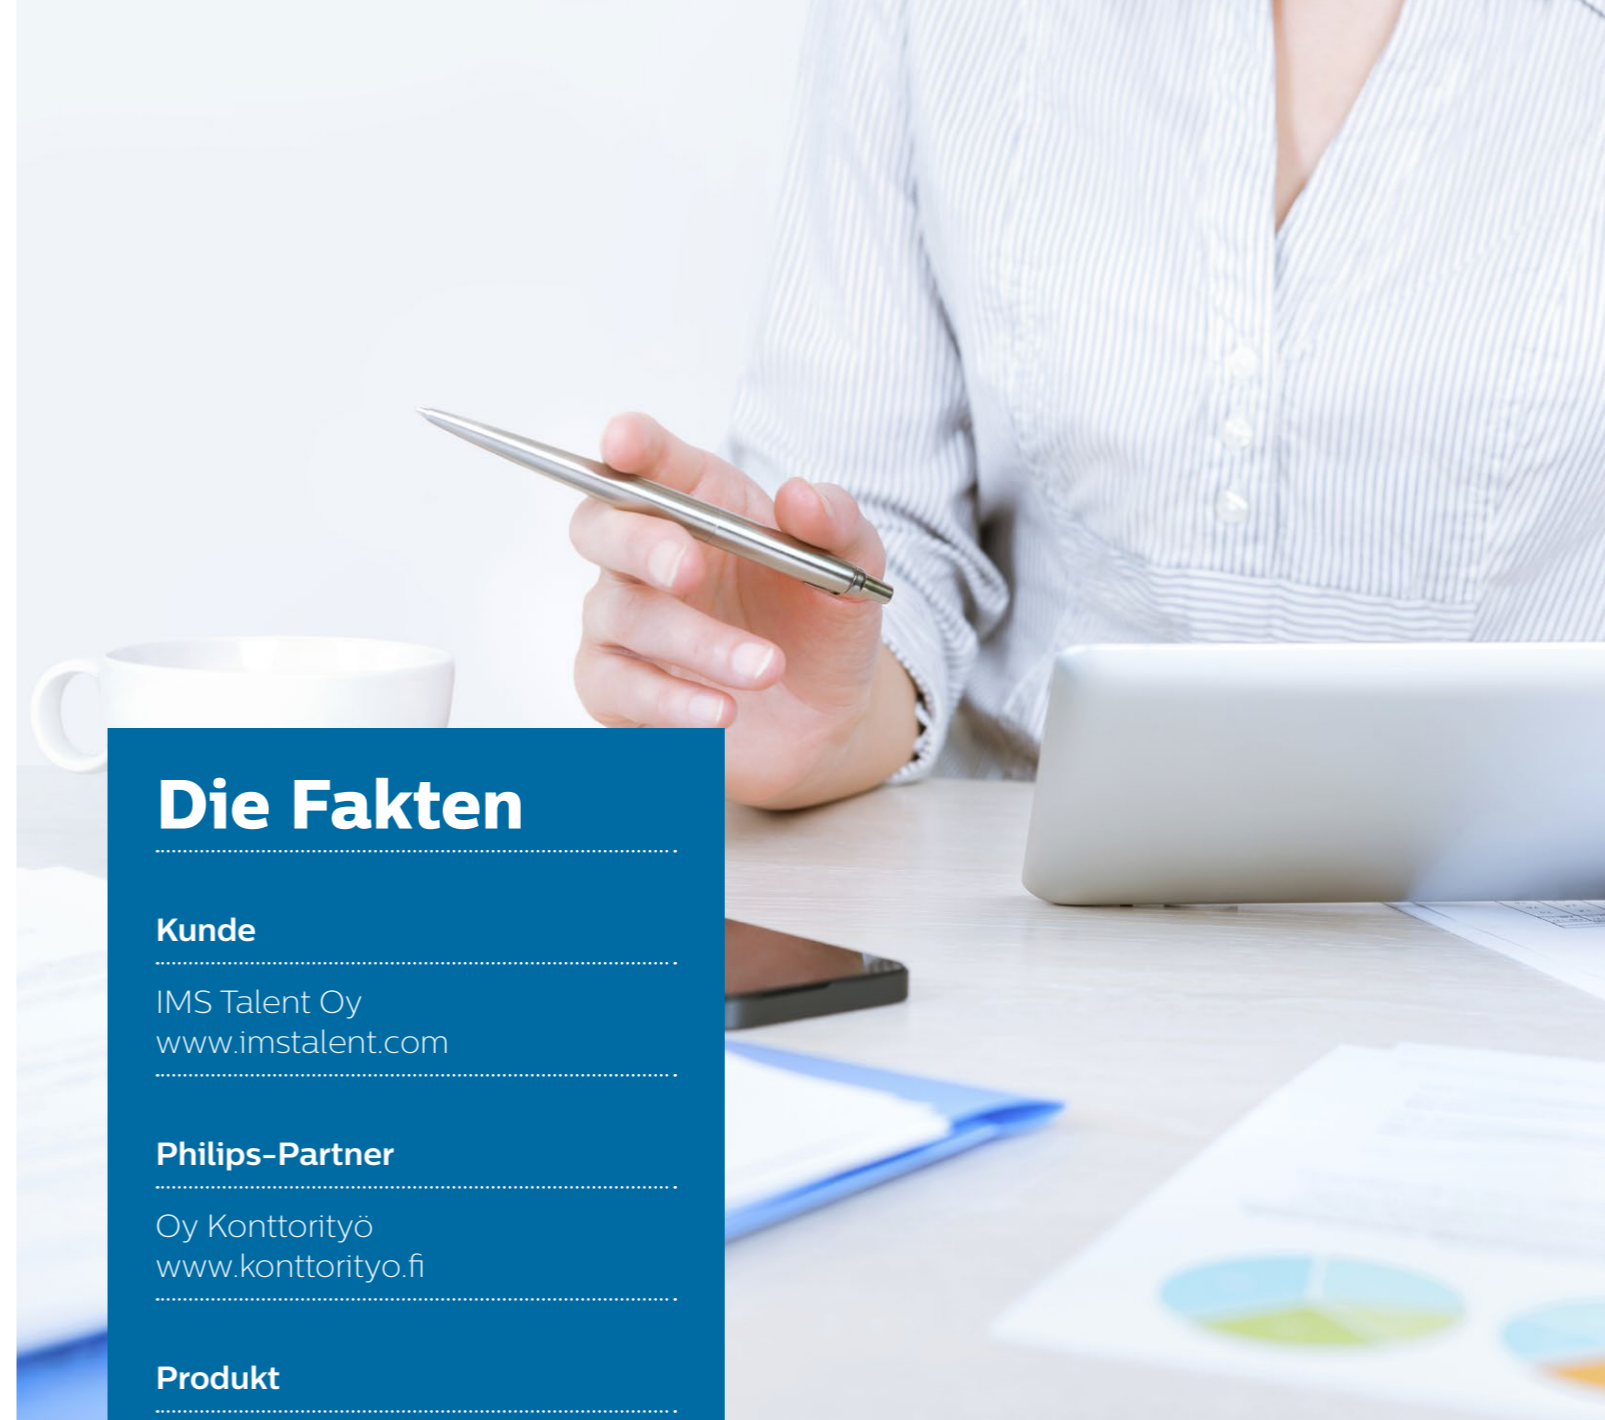 Die Fakten
Kunde
IMS Talent Oy
www.imstalent.com
Philips-Partner
Oy Konttorityö
www.konttorityo.fi
Produkt